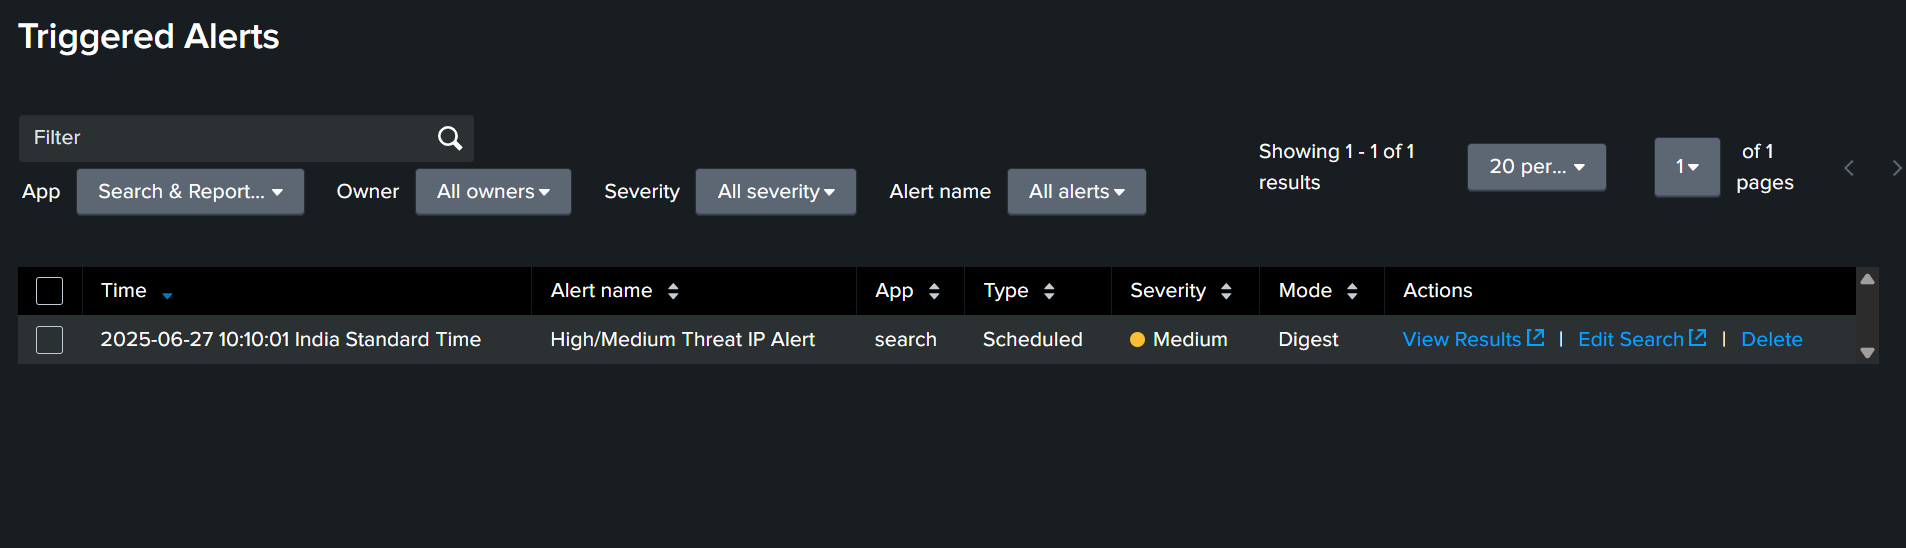 Triggered Alerts
Filter
Showing 1 - 1 of 1
results
20 per...
1
of 1
pages
App Search & Report... Owner All owners Severity All severity Alert name All alerts
Time Alert name App Type Severity Mode Actions
2025-06-27 10:10:01 India Standard Time High/Medium Threat IP Alert search Scheduled Medium Digest View Results | Edit Search | Delete